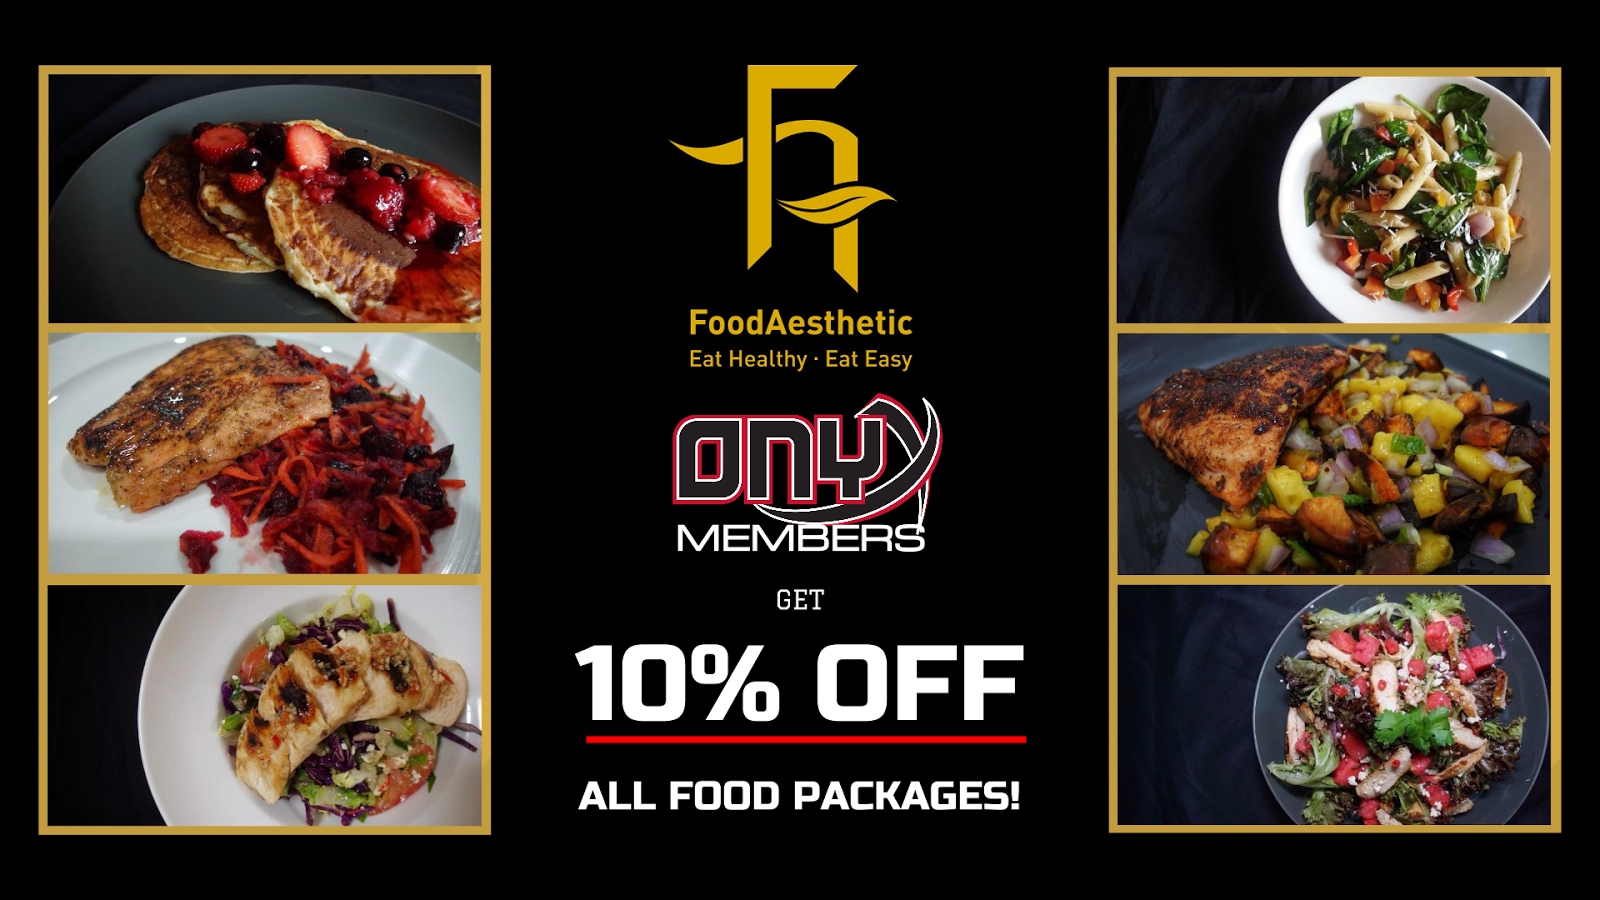 FoodAesthetic
Eat Healthy · Eat Easy
ONYX
MEMBERS
GET
10% OFF
ALL FOOD PACKAGES!